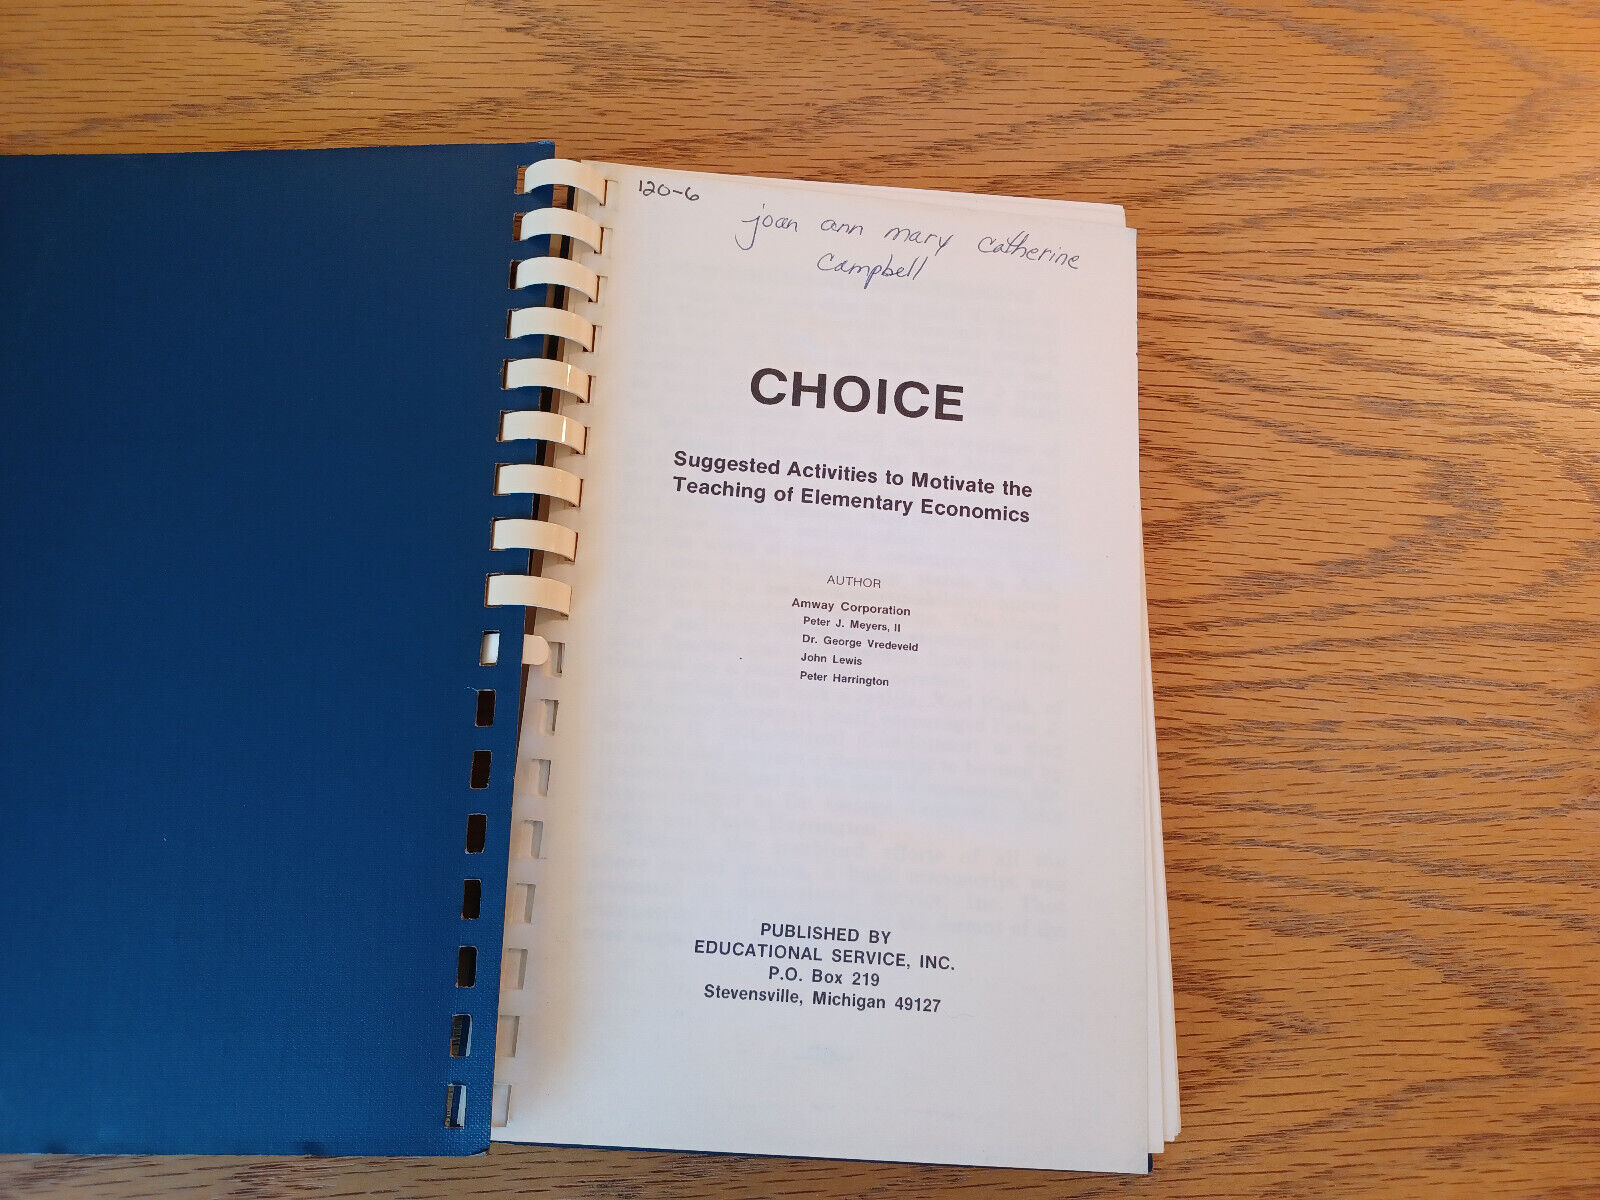 120-6
joan ann mary catherine
campbell
CHOICE
Suggested Activities to Motivate the
Teaching of Elementary Economics
AUTHOR
Amway Corporation
Peter J. Meyers, II
Dr. George Vredeveld
John Lewis
Peter Harrington
PUBLISHED BY
EDUCATIONAL SERVICE, INC.
P.O. Box 219
Stevensville, Michigan 49127